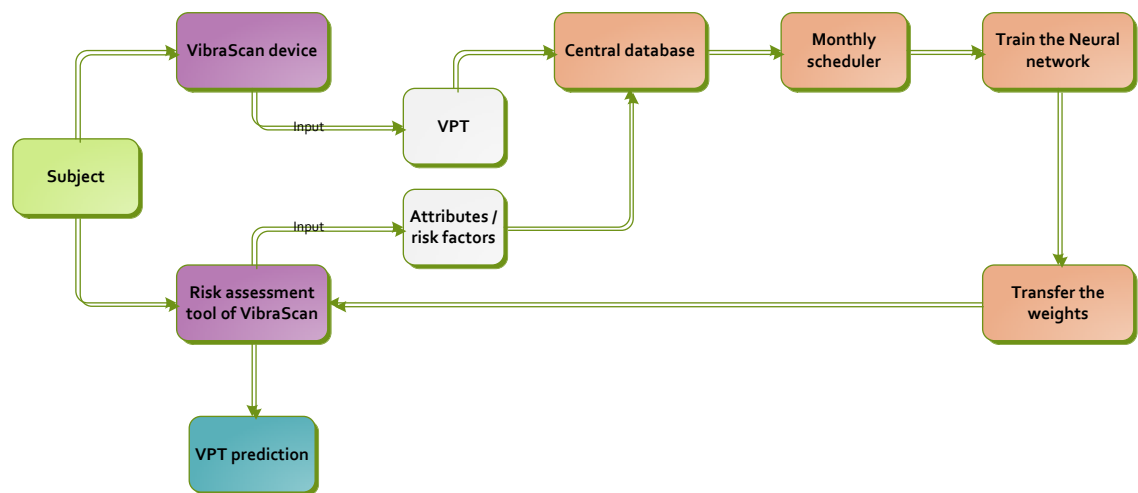 VibraScan device
Central database
Monthly
scheduler
Train the Neural
network
Input
VPT
Subject
Attributes /
risk factors
Input
Risk assessment
tool of VibraScan
Transfer the
weights
VPT prediction